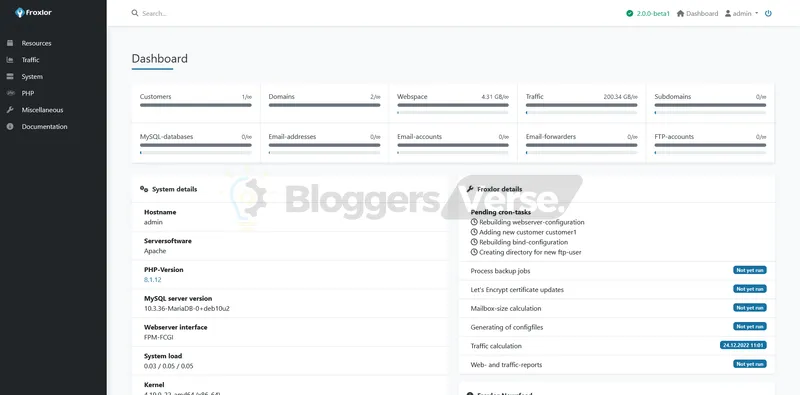 froxlor
Search...
2.0.0-beta1 Dashboard admin
Resources
Traffic
System
PHP
Miscellaneous
Documentation
Dashboard
Customers 1/∞
Domains 2/∞
Webspace 4.31 GB/∞
Traffic 200.34 GB/∞
Subdomains 0/∞
MySQL-databases 0/∞
Email-addresses 0/∞
Email-accounts 0/∞
Email-forwarders 0/∞
FTP-accounts 0/∞
Bloggers Verse.
System details
Hostname
admin
Serversoftware
Apache
PHP-Version
8.1.12
MySQL server version
10.3.36-MariaDB-0+deb10u2
Webserver interface
FPM-FCGI
System load
0.03 / 0.05 / 0.05
Kernel
Froxlor details
Pending cron-tasks
Rebuilding webserver-configuration
Adding new customer customer1
Rebuilding bind-configuration
Creating directory for new ftp-user
Process backup jobs Not yet run
Let's Encrypt certificate updates Not yet run
Mailbox-size calculation Not yet run
Generating of configfiles Not yet run
Traffic calculation 24.12.2022 11:01
Web- and traffic-reports Not yet run